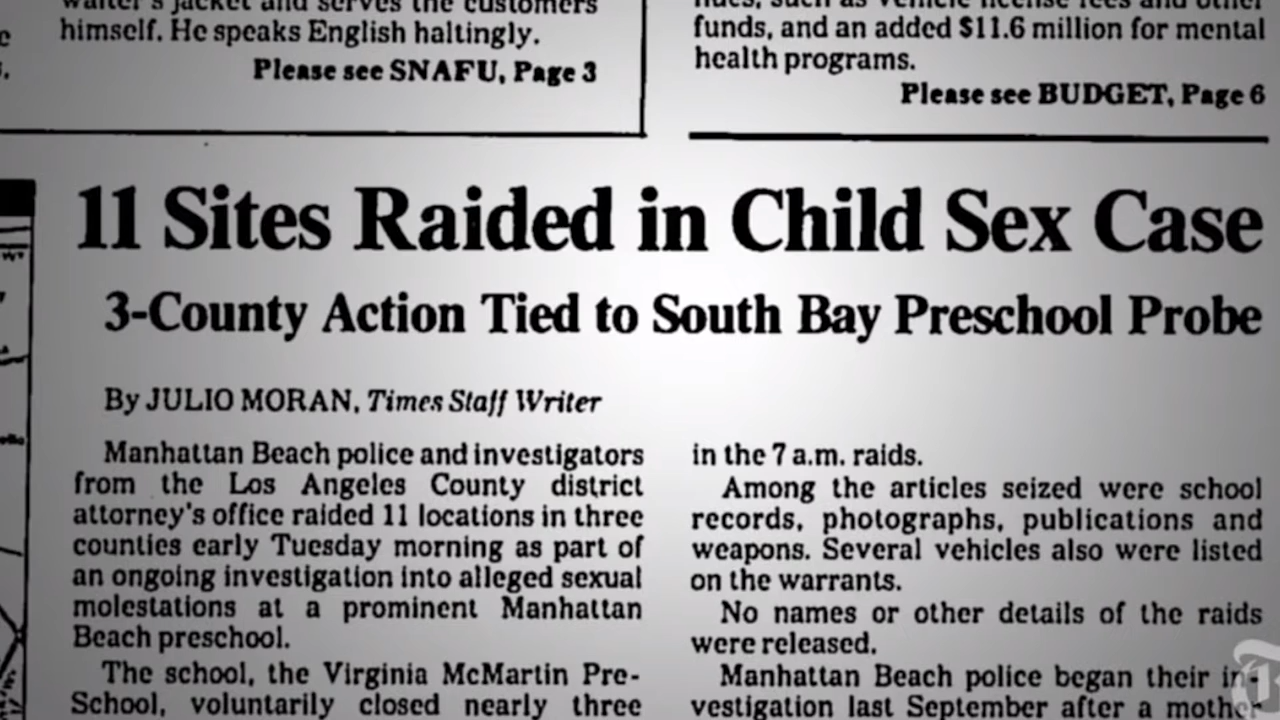 waiter's jacket and serves the customers
himself. He speaks English haltingly.
Please see SNAFU, Page 3
nues, such as vehicle license fees and other
funds, and an added $11.6 million for mental
health programs.
Please see BUDGET, Page 6
11 Sites Raided in Child Sex Case
3-County Action Tied to South Bay Preschool Probe
By JULIO MORAN, Times Staff Writer
Manhattan Beach police and investigators
from the Los Angeles County district
attorney's office raided 11 locations in three
counties early Tuesday morning as part of
an ongoing investigation into alleged sexual
molestations at a prominent Manhattan
Beach preschool.
The school, the Virginia McMartin Pre-
School, voluntarily closed nearly three
in the 7 a.m. raids.
Among the articles seized were school
records, photographs, publications and
weapons. Several vehicles also were listed
on the warrants.
No names or other details of the raids
were released.
Manhattan Beach police began their in-
vestigation last September after a mother